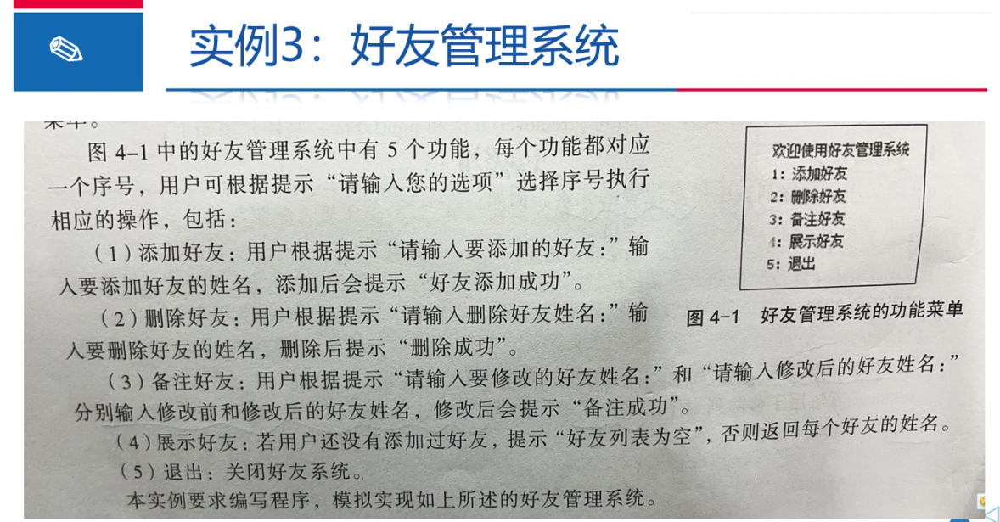 实例3：好友管理系统
图 4-1 中的好友管理系统中有 5 个功能，每个功能都对应
一个序号，用户可根据提示“请输入您的选项”选择序号执行
相应的操作，包括：
（1）添加好友：用户根据提示“请输入要添加的好友：”输
入要添加好友的姓名，添加后会提示“好友添加成功”。
（2）删除好友：用户根据提示“请输入删除好友姓名：”输
入要删除好友的姓名，删除后提示“删除成功”。
欢迎使用好友管理系统
1：添加好友
2：删除好友
3：备注好友
4：展示好友
5：退出
图 4-1 好友管理系统的功能菜单
（3）备注好友：用户根据提示“请输入要修改的好友姓名：”和“请输入修改后的好友姓名：”
分别输入修改前和修改后的好友姓名，修改后会提示“备注成功”。
（4）展示好友：若用户还没有添加过好友，提示“好友列表为空”，否则返回每个好友的姓名。
（5）退出：关闭好友系统。
本实例要求编写程序，模拟实现如上所述的好友管理系统。